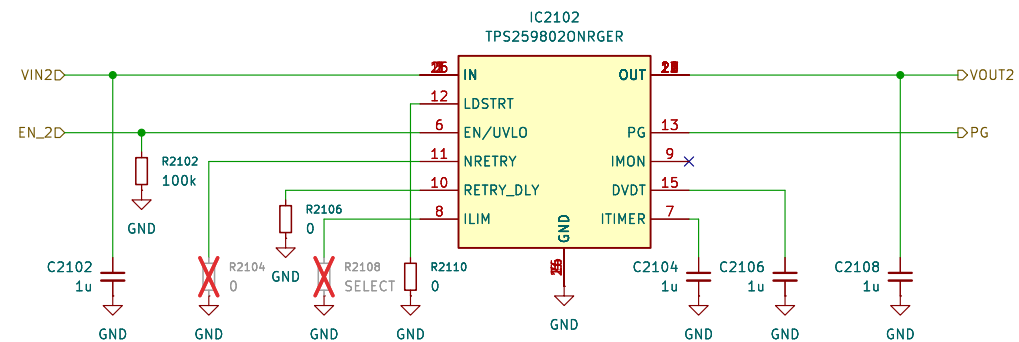 IC2102
TPS259802ONRGER
VIN2
IN
OUT
VOUT2
12
LDSTRT
EN_2
6
EN/UVLO
PG
13
PG
R2102
100k
11
NRETRY
IMON
9
10
RETRY_DLY
DVDT
15
R2106
0
8
ILIM
ITIMER
7
GND
GND
GND
C2102
1u
R2104
0
R2108
SELECT
R2110
0
C2104
1u
C2106
1u
C2108
1u
GND
GND
GND
GND
GND
GND
GND
GND